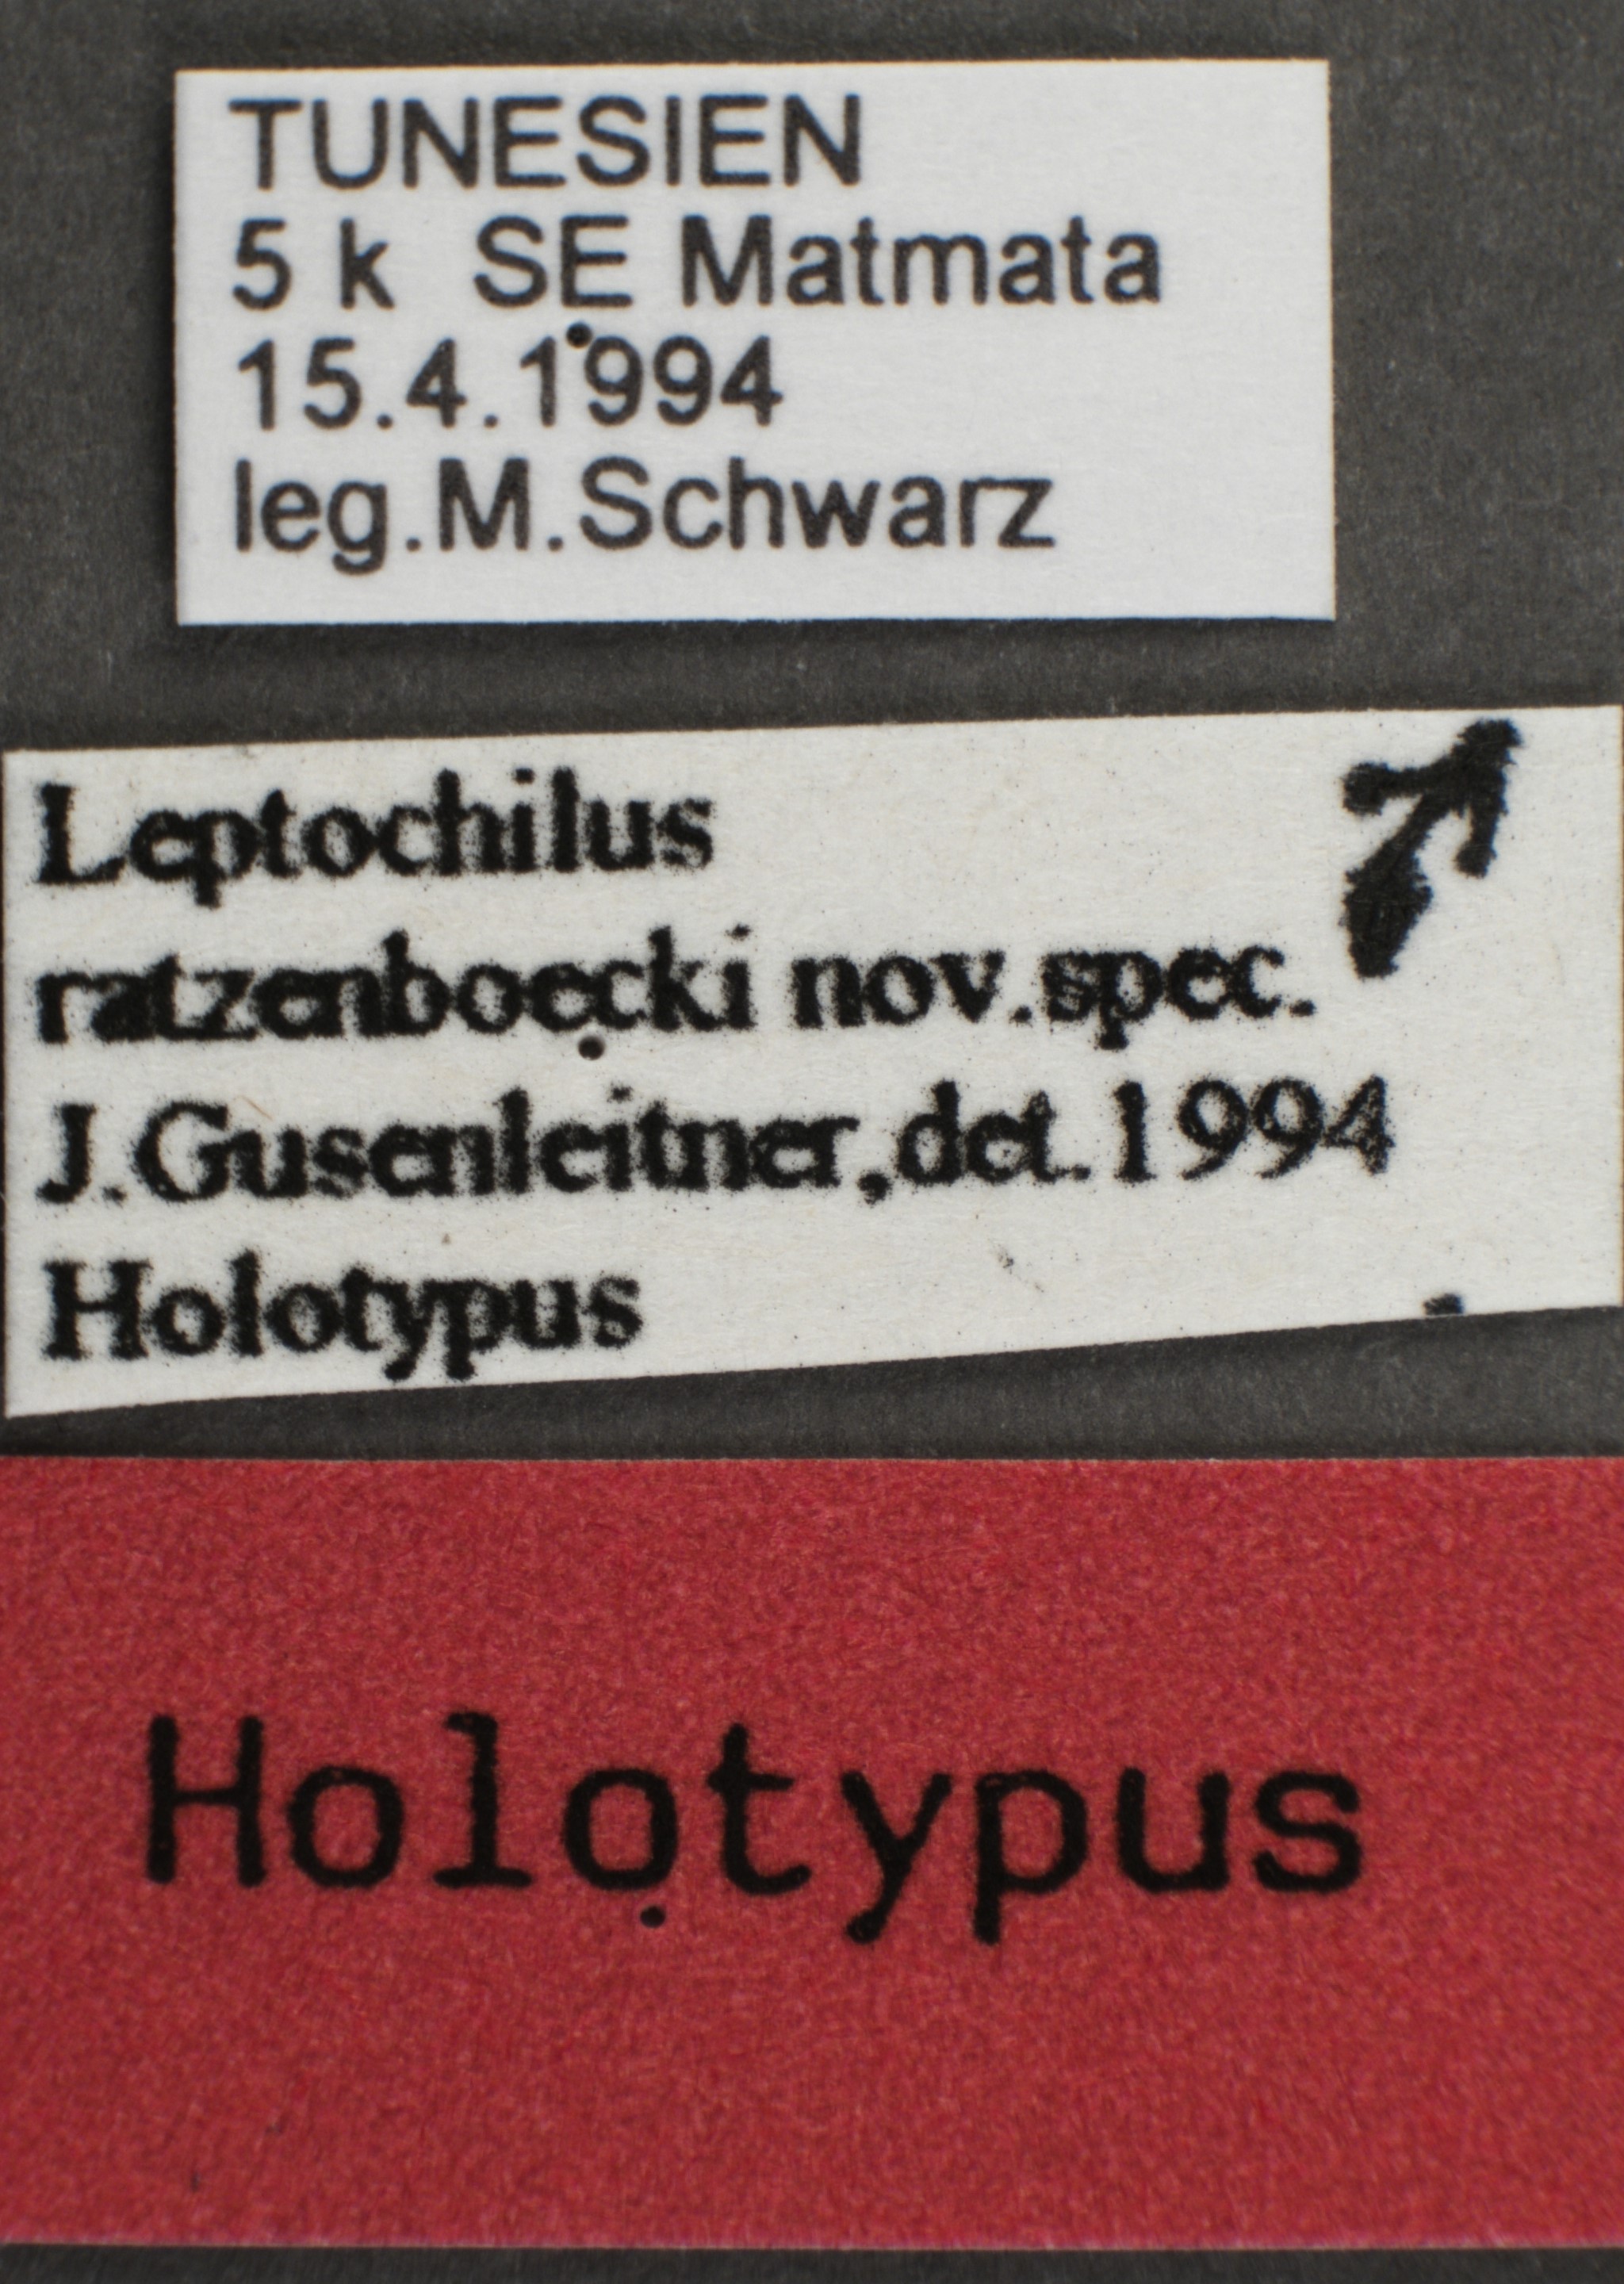 TUNESIEN
5 k SE Matmata
15.4.1994
leg.M.Schwarz
Leptochilus ♂
ratzenboecki nov.spec.
J.Gusenleitner,det.1994
Holotypus
Holotypus